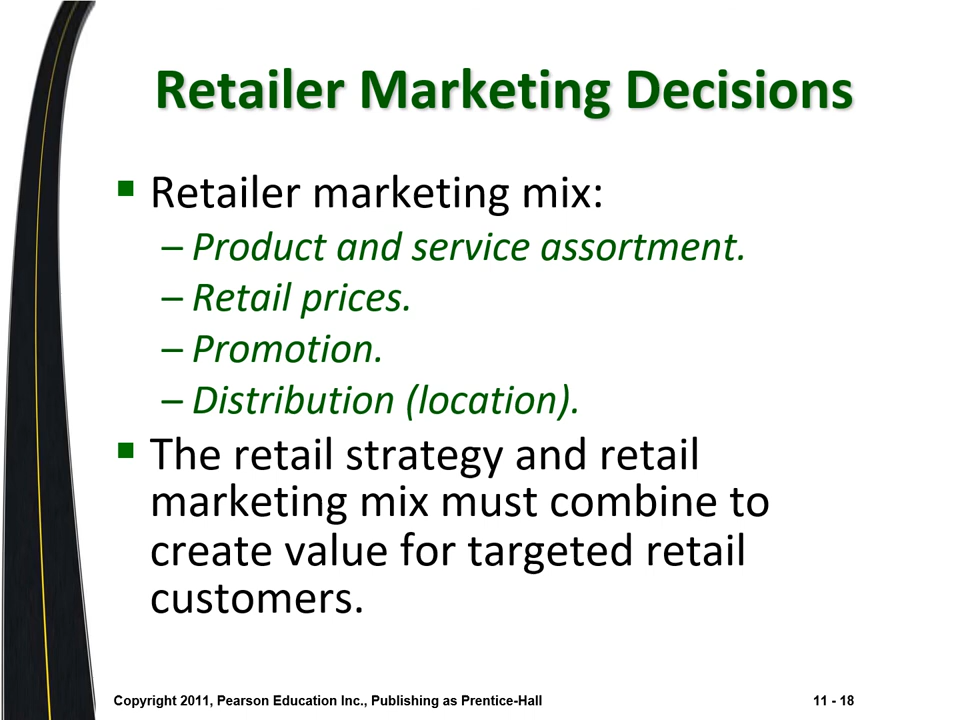 Retailer Marketing Decisions
▪ Retailer marketing mix:
– Product and service assortment.
– Retail prices.
– Promotion.
– Distribution (location).
▪ The retail strategy and retail
marketing mix must combine to
create value for targeted retail
customers.
Copyright 2011, Pearson Education Inc., Publishing as Prentice-Hall
11 - 18